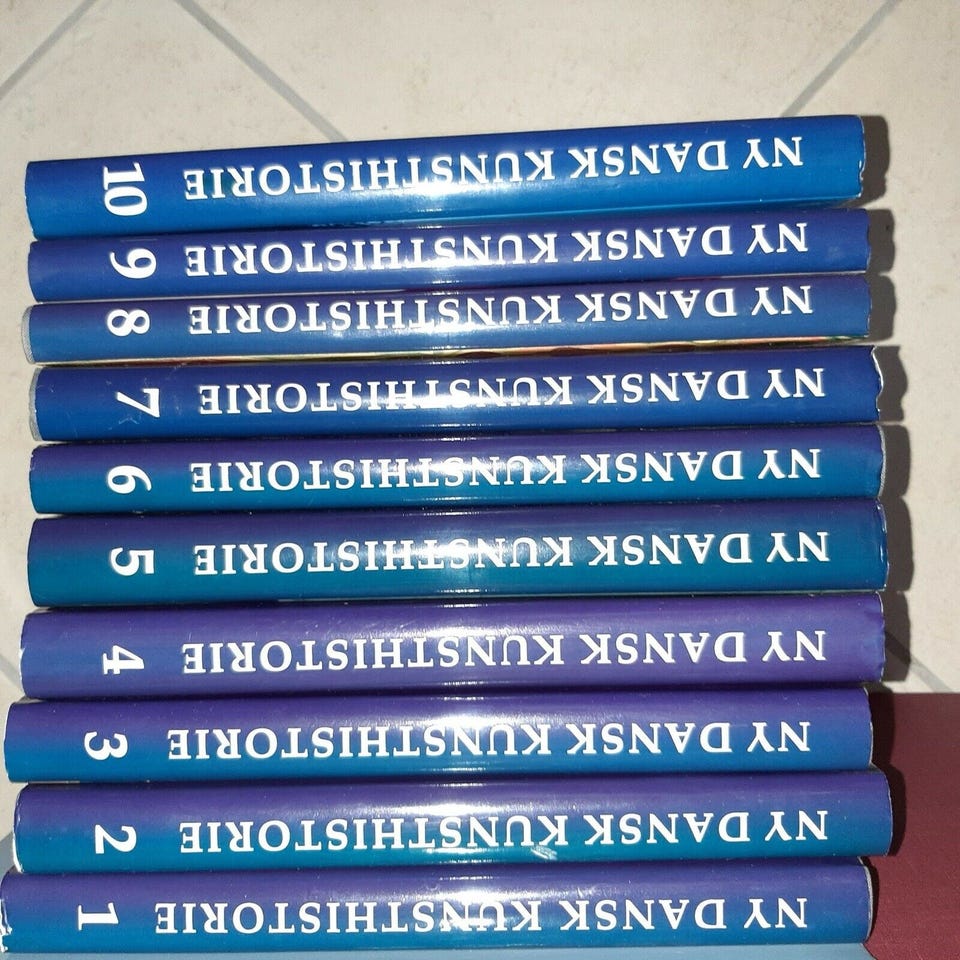 NY DANSK KUNSTHISTORIE 10
NY DANSK KUNSTHISTORIE 9
NY DANSK KUNSTHISTORIE 8
NY DANSK KUNSTHISTORIE 7
NY DANSK KUNSTHISTORIE 6
NY DANSK KUNSTHISTORIE 5
NY DANSK KUNSTHISTORIE 4
NY DANSK KUNSTHISTORIE 3
NY DANSK KUNSTHISTORIE 2
NY DANSK KUNSTHISTORIE 1